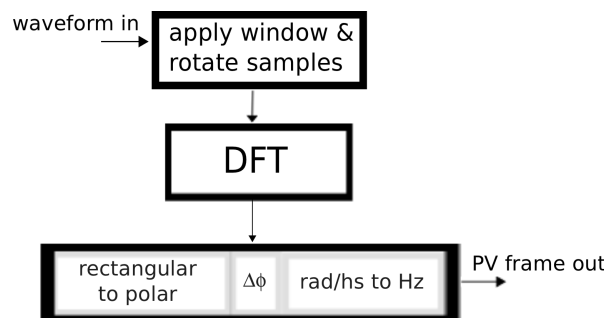 waveform in
apply window &
rotate samples
DFT
rectangular
to polar
Δϕ
rad/hs to Hz
PV frame out